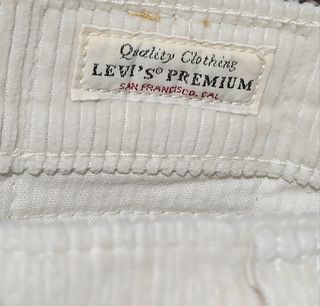 Quality Clothing
LEVI'S® PREMIUM
SAN FRANCISCO, CAL